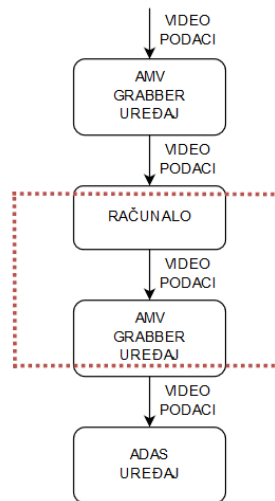 VIDEO
PODACI
AMV
GRABBER
UREĐAJ
VIDEO
PODACI
RAČUNALO
VIDEO
PODACI
AMV
GRABBER
UREĐAJ
VIDEO
PODACI
ADAS
UREĐAJ